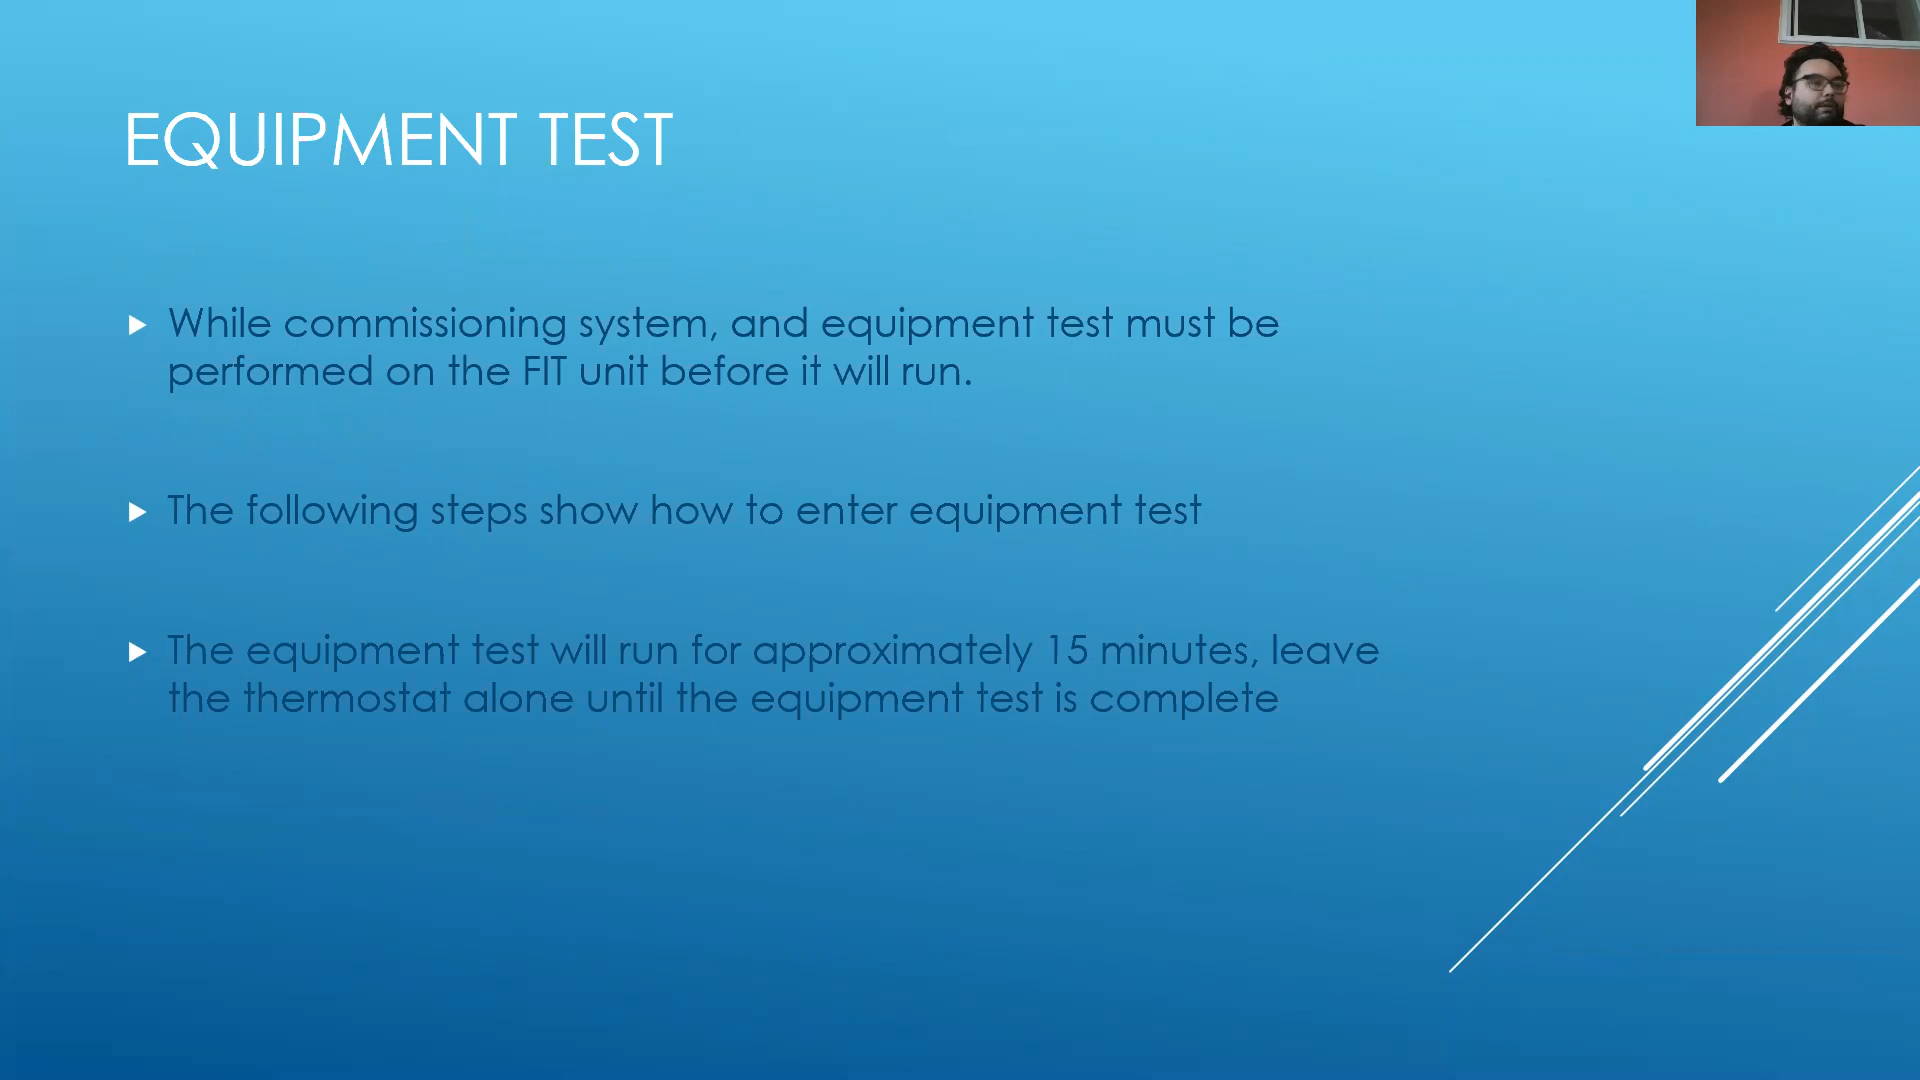 EQUIPMENT TEST
While commissioning system, and equipment test must be
performed on the FIT unit before it will run.
The following steps show how to enter equipment test
The equipment test will run for approximately 15 minutes, leave
the thermostat alone until the equipment test is complete